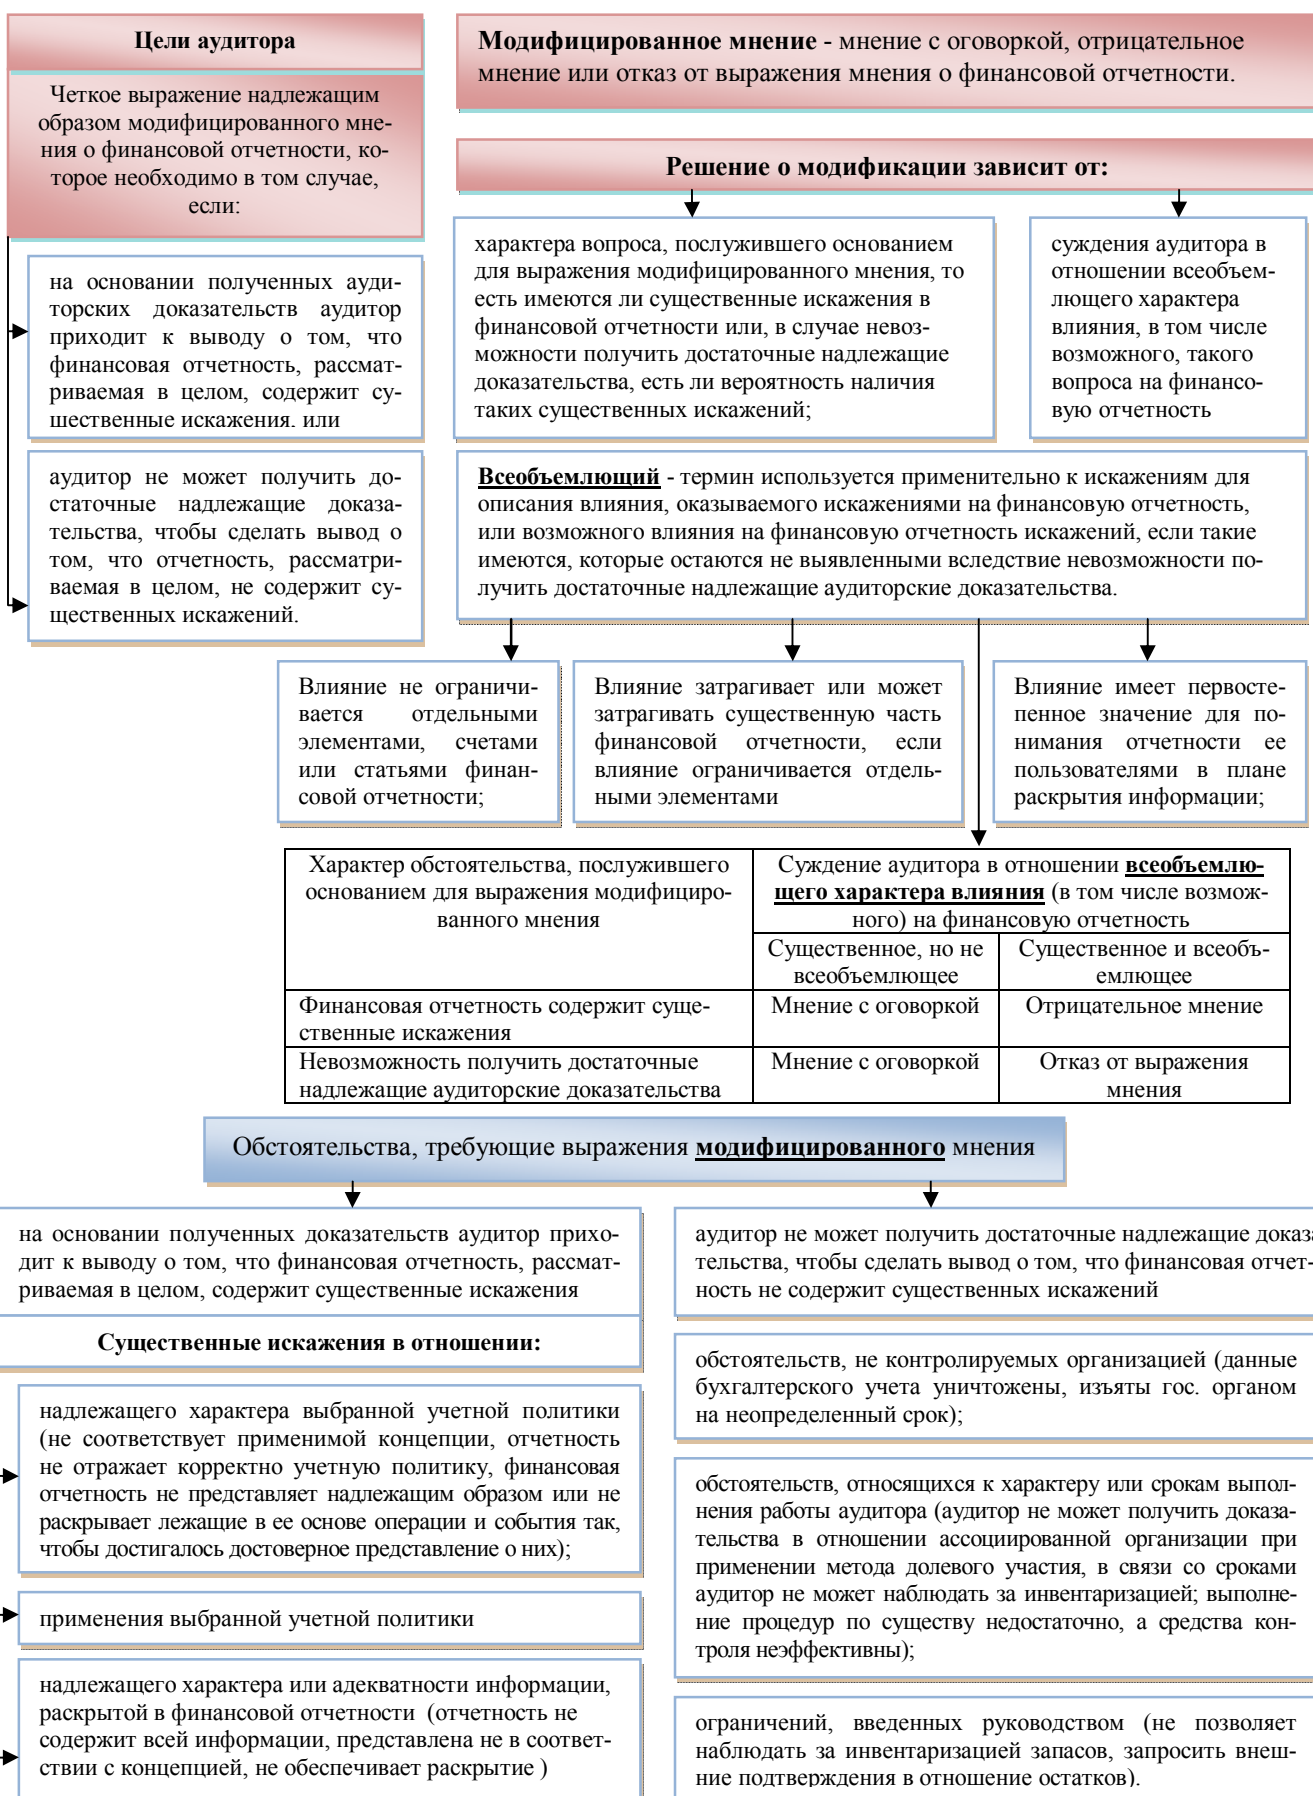 Цели аудитора
Четкое выражение надлежащим
образом модифицированного мне-
ния о финансовой отчетности, ко-
торое необходимо в том случае,
если:
на основании полученных ауди-
торских доказательств аудитор
приходит к выводу о том, что
финансовая отчетность, рассмат-
риваемая в целом, содержит су-
щественные искажения, или
аудитор не может получить до-
статочные надлежащие доказа-
тельства, чтобы сделать вывод о
том, что отчетность, рассматри-
ваемая в целом, не содержит су-
щественных искажений.
Модифицированное мнение - мнение с оговоркой, отрицательное
мнение или отказ от выражения мнения о финансовой отчетности.
Решение о модификации зависит от:
характера вопроса, послужившего основанием
для выражения модифицированного мнения, то
есть имеются ли существенные искажения в
финансовой отчетности или, в случае невоз-
можности получить достаточные надлежащие
доказательства, есть ли вероятность наличия
таких существенных искажений;
суждения аудитора в
отношении всеобъем-
лющего характера
влияния, в том числе
возможного, такого
вопроса на финансо-
вую отчетность
Всеобъемлющий - термин используется применительно к искажениям для
описания влияния, оказываемого искажениями на финансовую отчетность,
или возможного влияния на финансовую отчетность искажений, если такие
имеются, которые остаются не выявленными вследствие невозможности по-
лучить достаточные надлежащие аудиторские доказательства.
Влияние не ограничи-
вается отдельными
элементами, счетами
или статьями финан-
совой отчетности;
Влияние затрагивает или может
затрагивать существенную часть
финансовой отчетности, если
влияние ограничивается отдель-
ными элементами
Влияние имеет первосте-
пенное значение для по-
нимания отчетности ее
пользователями в плане
раскрытия информации;
Характер обстоятельства, послужившего
основанием для выражения модифициро-
ванного мнения
Суждение аудитора в отношении всеобъемлю-
щего характера влияния (в том числе возмож-
ного) на финансовую отчетность
Существенное, но не
всеобъемлющее
Существенное и всеобъ-
емлющее
Финансовая отчетность содержит суще-
ственные искажения
Мнение с оговоркой
Отрицательное мнение
Невозможность получить достаточные
надлежащие аудиторские доказательства
Мнение с оговоркой
Отказ от выражения
мнения
Обстоятельства, требующие выражения модифицированного мнения
на основании полученных доказательств аудитор прихо-
дит к выводу о том, что финансовая отчетность, рассмат-
риваемая в целом, содержит существенные искажения
Существенные искажения в отношении:
надлежащего характера выбранной учетной политики
(не соответствует применимой концепции, отчетность
не отражает корректно учетную политику, финансовая
отчетность не представляет надлежащим образом или не
раскрывает лежащие в ее основе операции и события так,
чтобы достигалось достоверное представление о них);
применения выбранной учетной политики
надлежащего характера или адекватности информации,
раскрытой в финансовой отчетности (отчетность не
содержит всей информации, представлена не в соответ-
ствии с концепцией, не обеспечивает раскрытие )
аудитор не может получить достаточные надлежащие доказа
тельства, чтобы сделать вывод о том, что финансовая отчет-
ность не содержит существенных искажений
обстоятельств, не контролируемых организацией (данные
бухгалтерского учета уничтожены, изъяты гос. органом
на неопределенный срок);
обстоятельств, относящихся к характеру или срокам выпол-
нения работы аудитора (аудитор не может получить доказа-
тельства в отношении ассоциированной организации при
применении метода долевого участия, в связи со сроками
аудитор не может наблюдать за инвентаризацией; выполне-
ние процедур по существу недостаточно, а средства кон-
троля неэффективны);
ограничений, введенных руководством (не позволяет
наблюдать за инвентаризацией запасов, запросить внеш-
ние подтверждения в отношение остатков).